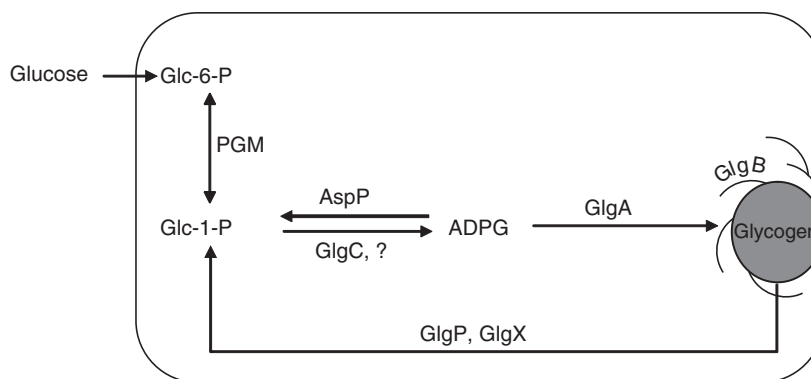 Glucose
Glc-6-P
PGM
GlgB
AspP
GlgA
Glc-1-P
ADPG
Glycogen
GlgC, ?
GlgP, GlgX